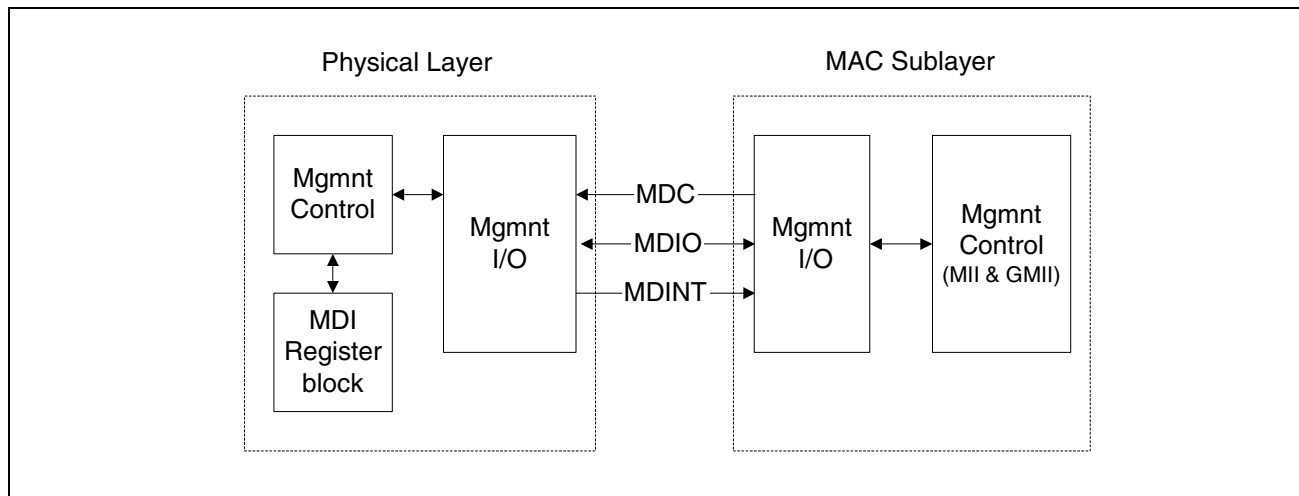 Physical Layer
MAC Sublayer
Mgmnt
Control
Mgmnt
I/O
MDI
Register
block
MDC
MDIO
MDINT
Mgmnt
I/O
Mgmnt
Control
(MII & GMII)